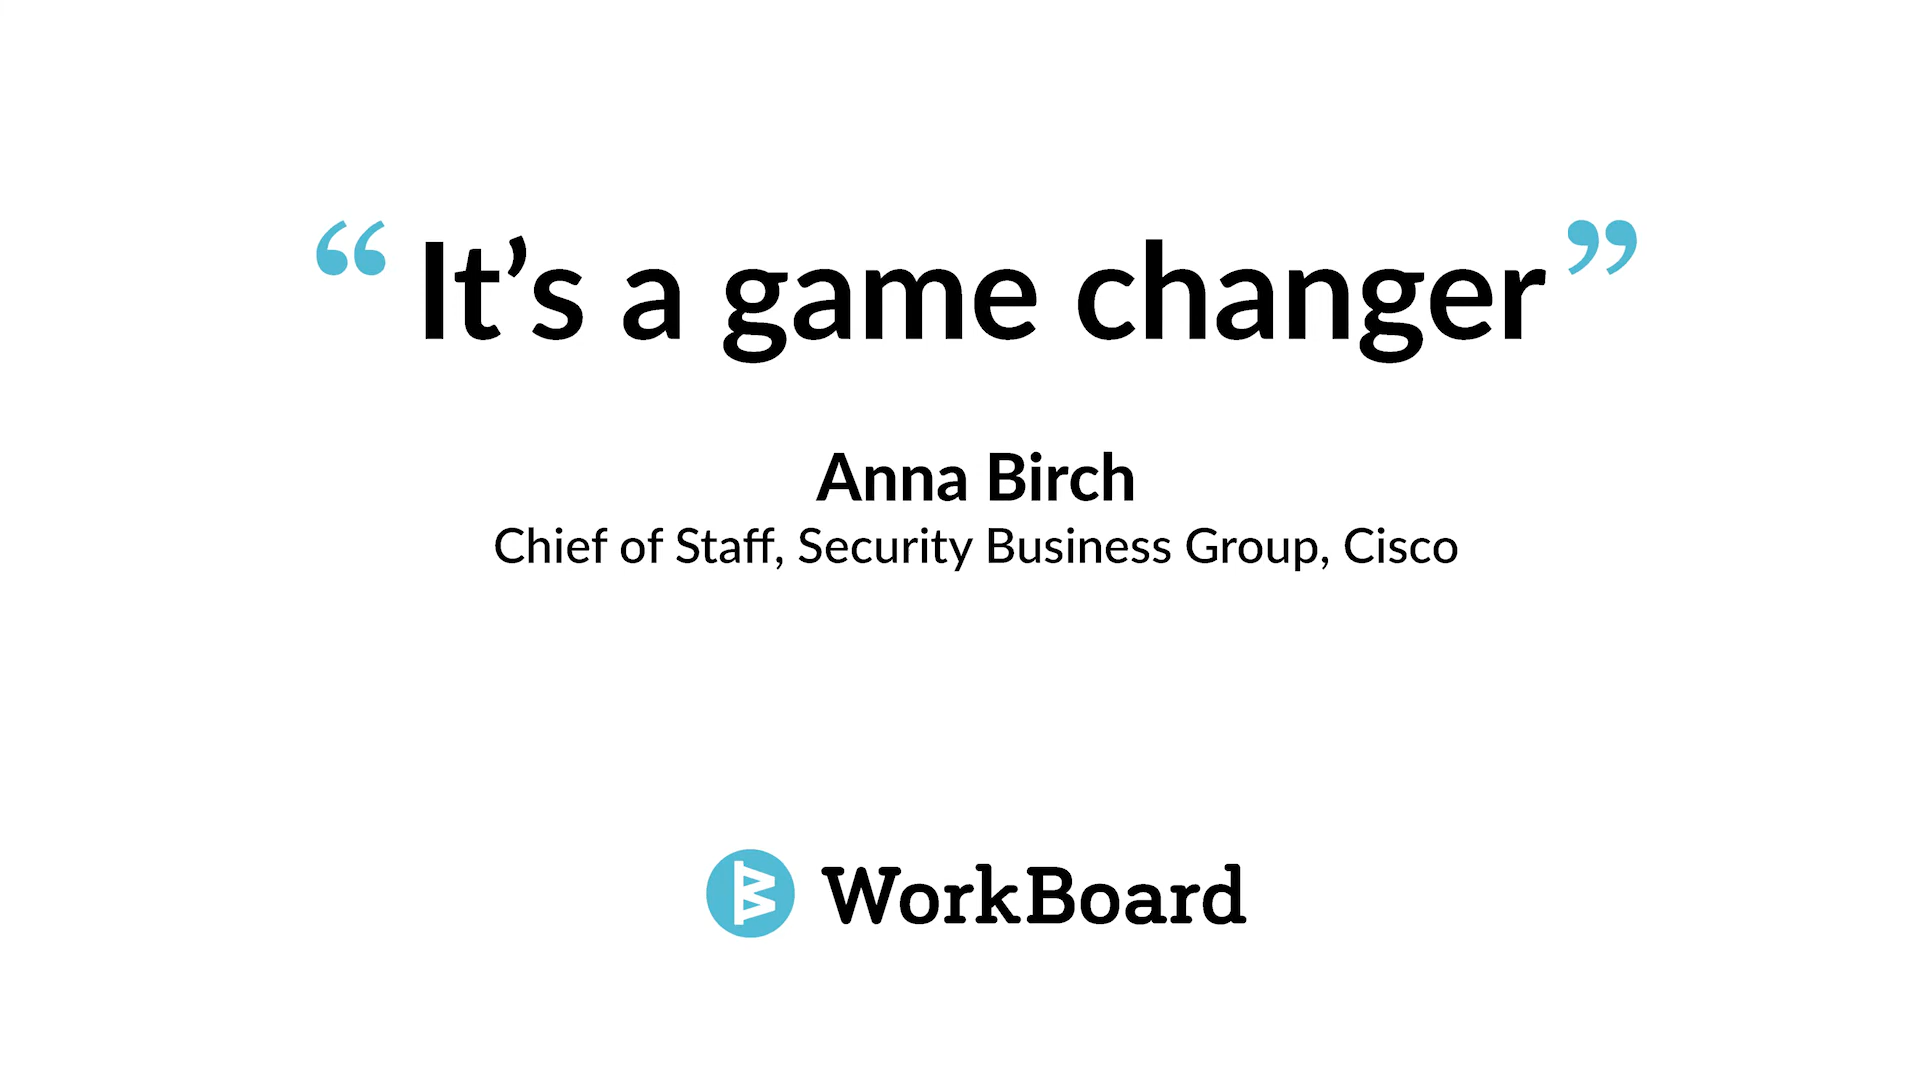 “It’s a game changer”
Anna Birch
Chief of Staff, Security Business Group, Cisco
WorkBoard